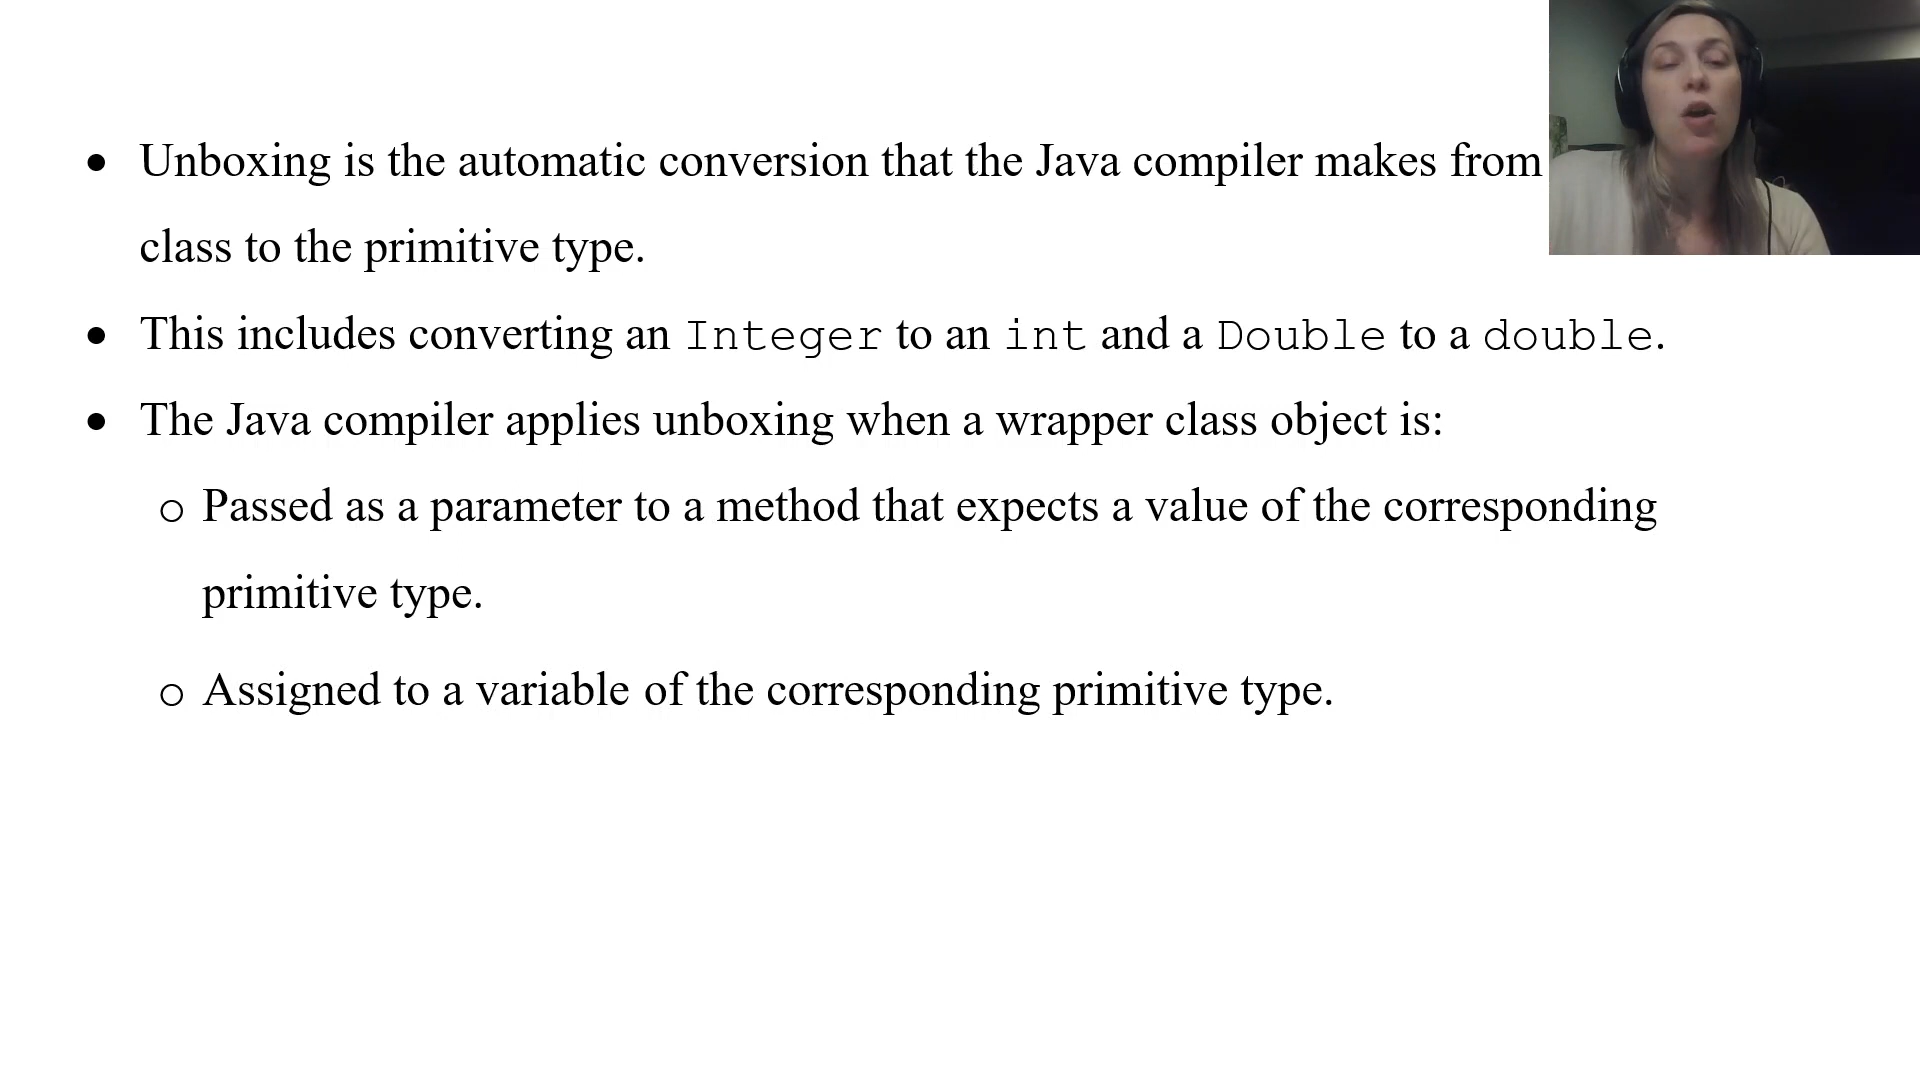 • Unboxing is the automatic conversion that the Java compiler makes from
class to the primitive type.
• This includes converting an Integer to an int and a Double to a double.
• The Java compiler applies unboxing when a wrapper class object is:
o Passed as a parameter to a method that expects a value of the corresponding
primitive type.
o Assigned to a variable of the corresponding primitive type.